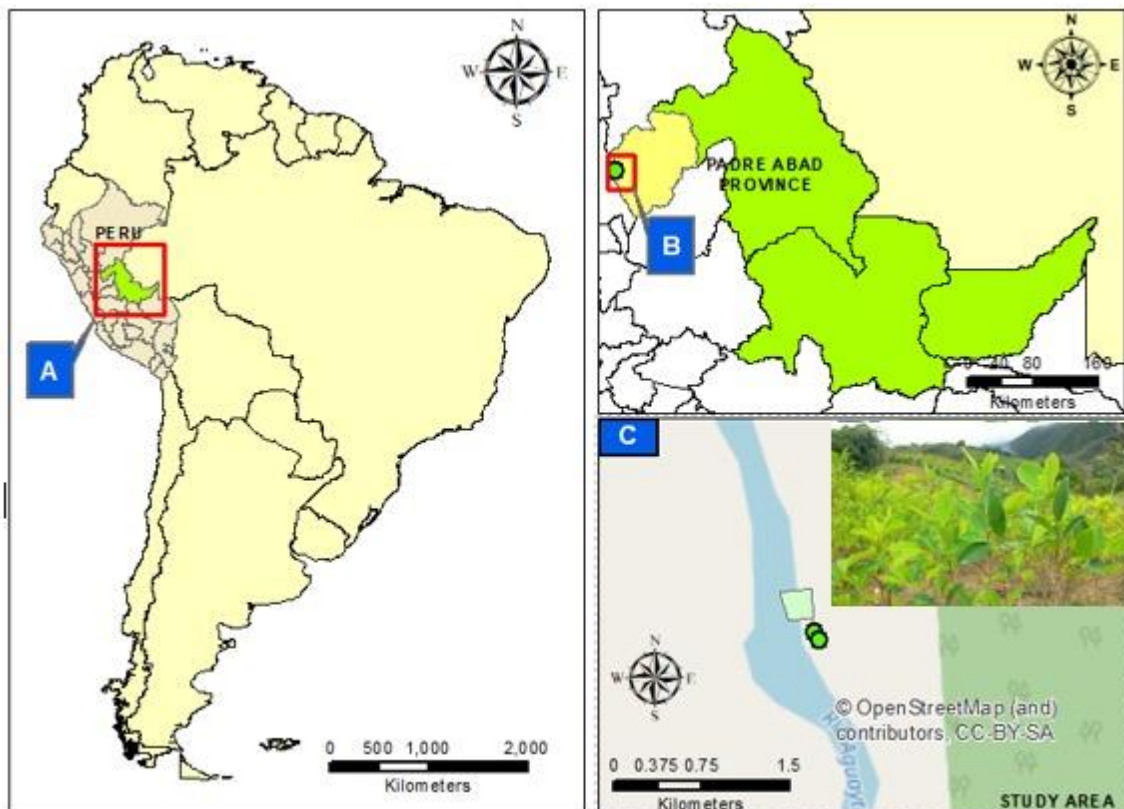 N
W E
S
PERU
A
0 500 1,000 2,000
Kilometers
N
W E
S
PADRE ABAD
PROVINCE
B
0 40 80 160
Kilometers
C
N
W E
S
© OpenStreetMap (and)
contributors, CC-BY-SA
0 0.375 0.75 1.5
Kilometers
STUDY AREA